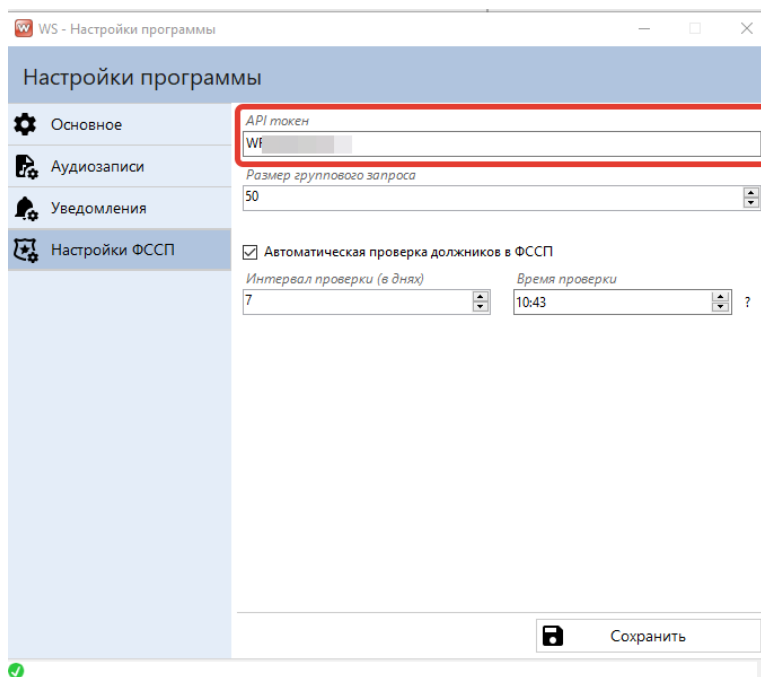 WS - Настройки программы
Настройки программы
Основное
Аудиозаписи
Уведомления
Настройки ФССП
API токен
Размер группового запроса
50
Автоматическая проверка должников в ФССП
Интервал проверки (в днях) Время проверки
7 10:43 ?
Сохранить